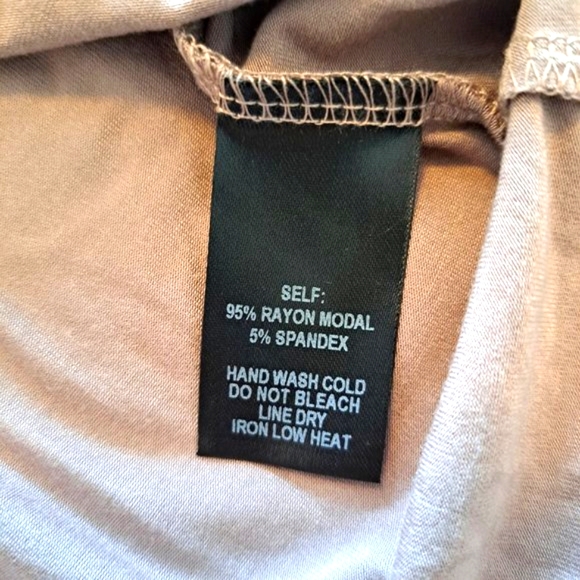 SELF:
95% RAYON MODAL
5% SPANDEX
HAND WASH COLD
DO NOT BLEACH
LINE DRY
IRON LOW HEAT